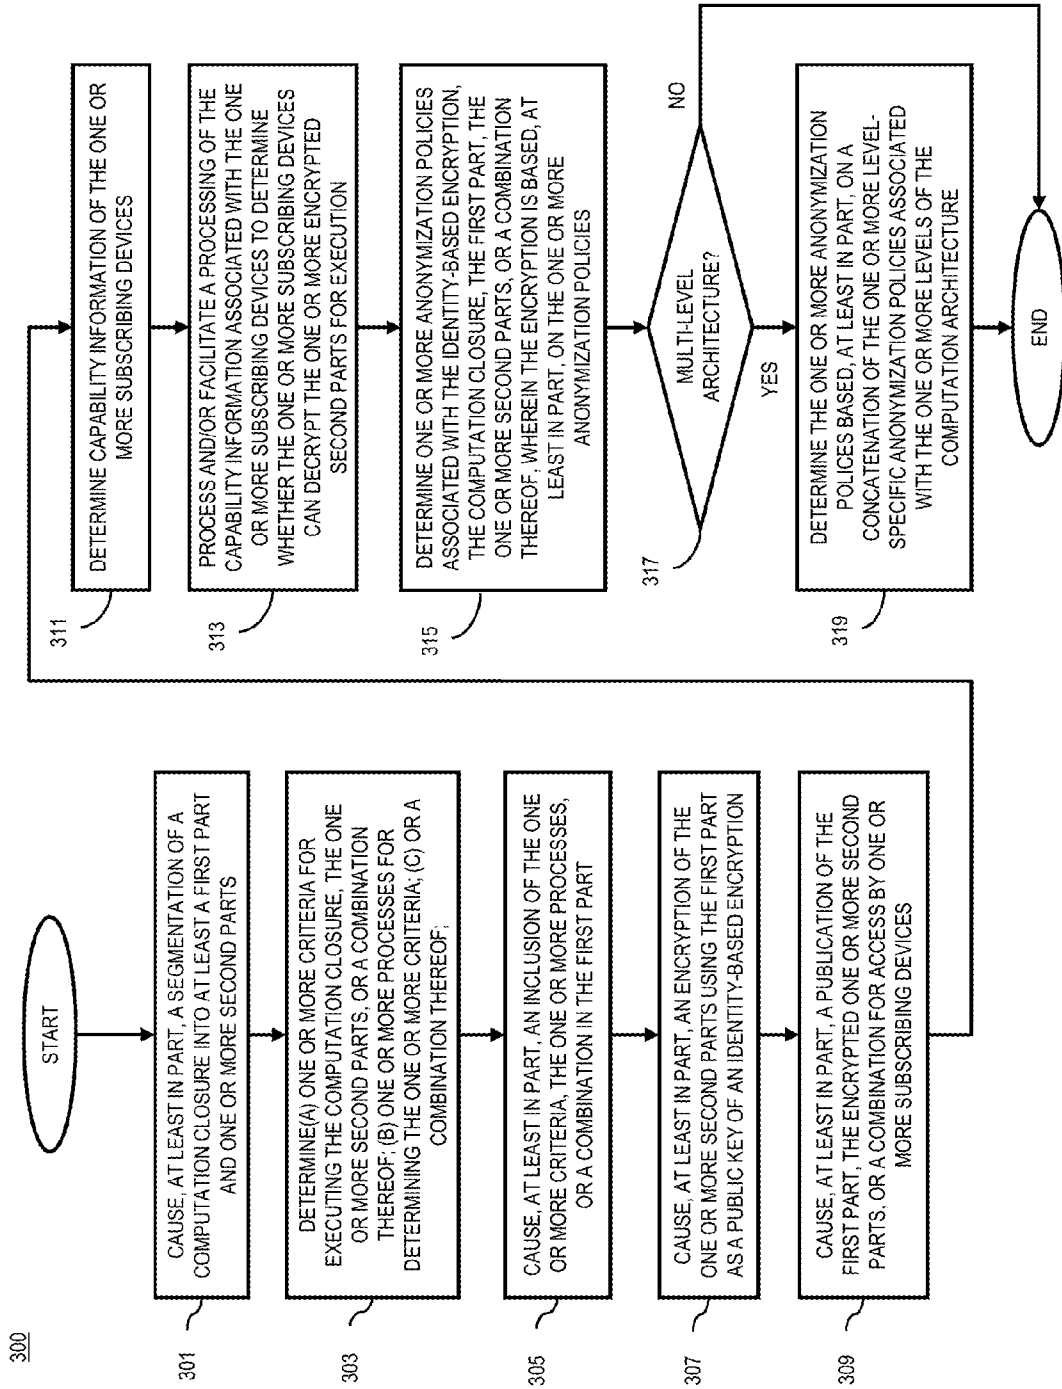 300
START
301
CAUSE, AT LEAST IN PART, A SEGMENTATION OF A
COMPUTATION CLOSURE INTO AT LEAST A FIRST PART
AND ONE OR MORE SECOND PARTS
303
DETERMINE(A) ONE OR MORE CRITERIA FOR
EXECUTING THE COMPUTATION CLOSURE, THE ONE
OR MORE SECOND PARTS, OR A COMBINATION
THEREOF; (B) ONE OR MORE PROCESSES FOR
DETERMINING THE ONE OR MORE CRITERIA; (C) OR A
COMBINATION THEREOF;
305
CAUSE, AT LEAST IN PART, AN INCLUSION OF THE ONE
OR MORE CRITERIA, THE ONE OR MORE PROCESSES,
OR A COMBINATION IN THE FIRST PART
307
CAUSE, AT LEAST IN PART, AN ENCRYPTION OF THE
ONE OR MORE SECOND PARTS USING THE FIRST PART
AS A PUBLIC KEY OF AN IDENTITY-BASED ENCRYPTION
309
CAUSE, AT LEAST IN PART, A PUBLICATION OF THE
FIRST PART, THE ENCRYPTED ONE OR MORE SECOND
PARTS, OR A COMBINATION FOR ACCESS BY ONE OR
MORE SUBSCRIBING DEVICES
311
DETERMINE CAPABILITY INFORMATION OF THE ONE OR
MORE SUBSCRIBING DEVICES
313
PROCESS AND/OR FACILITATE A PROCESSING OF THE
CAPABILITY INFORMATION ASSOCIATED WITH THE ONE
OR MORE SUBSCRIBING DEVICES TO DETERMINE
WHETHER THE ONE OR MORE SUBSCRIBING DEVICES
CAN DECRYPT THE ONE OR MORE ENCRYPTED
SECOND PARTS FOR EXECUTION
315
DETERMINE ONE OR MORE ANONYMIZATION POLICIES
ASSOCIATED WITH THE IDENTITY-BASED ENCRYPTION,
THE COMPUTATION CLOSURE, THE FIRST PART, THE
ONE OR MORE SECOND PARTS, OR A COMBINATION
THEREOF, WHEREIN THE ENCRYPTION IS BASED, AT
LEAST IN PART, ON THE ONE OR MORE
ANONYMIZATION POLICIES
317
MULTI-LEVEL
ARCHITECTURE?
NO
YES
319
DETERMINE THE ONE OR MORE ANONYMIZATION
POLICES BASED, AT LEAST IN PART, ON A
CONCATENATION OF THE ONE OR MORE LEVEL-
SPECIFIC ANONYMIZATION POLICIES ASSOCIATED
WITH THE ONE OR MORE LEVELS OF THE
COMPUTATION ARCHITECTURE
END